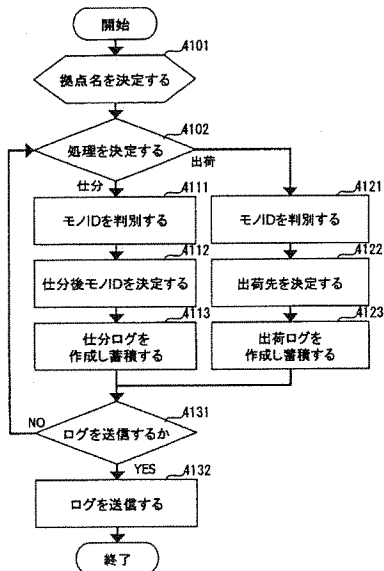 開始
4101
拠点名を決定する
4102
処理を決定する
仕分
出荷
4111
モノIDを判別する
4121
モノIDを判別する
4112
仕分後モノIDを決定する
4122
出荷先を決定する
4113
仕分ログを
作成し蓄積する
4123
出荷ログを
作成し蓄積する
4131
NO
ログを送信するか
YES
4132
ログを送信する
終了